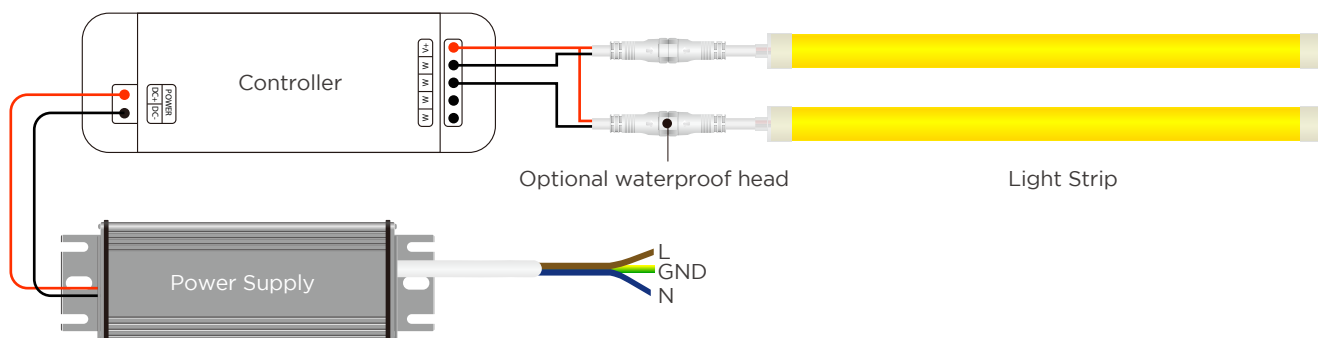 Controller
POWER
DC+
DC-
V+
W
W
W
W
Optional waterproof head
Light Strip
Power Supply
L
GND
N